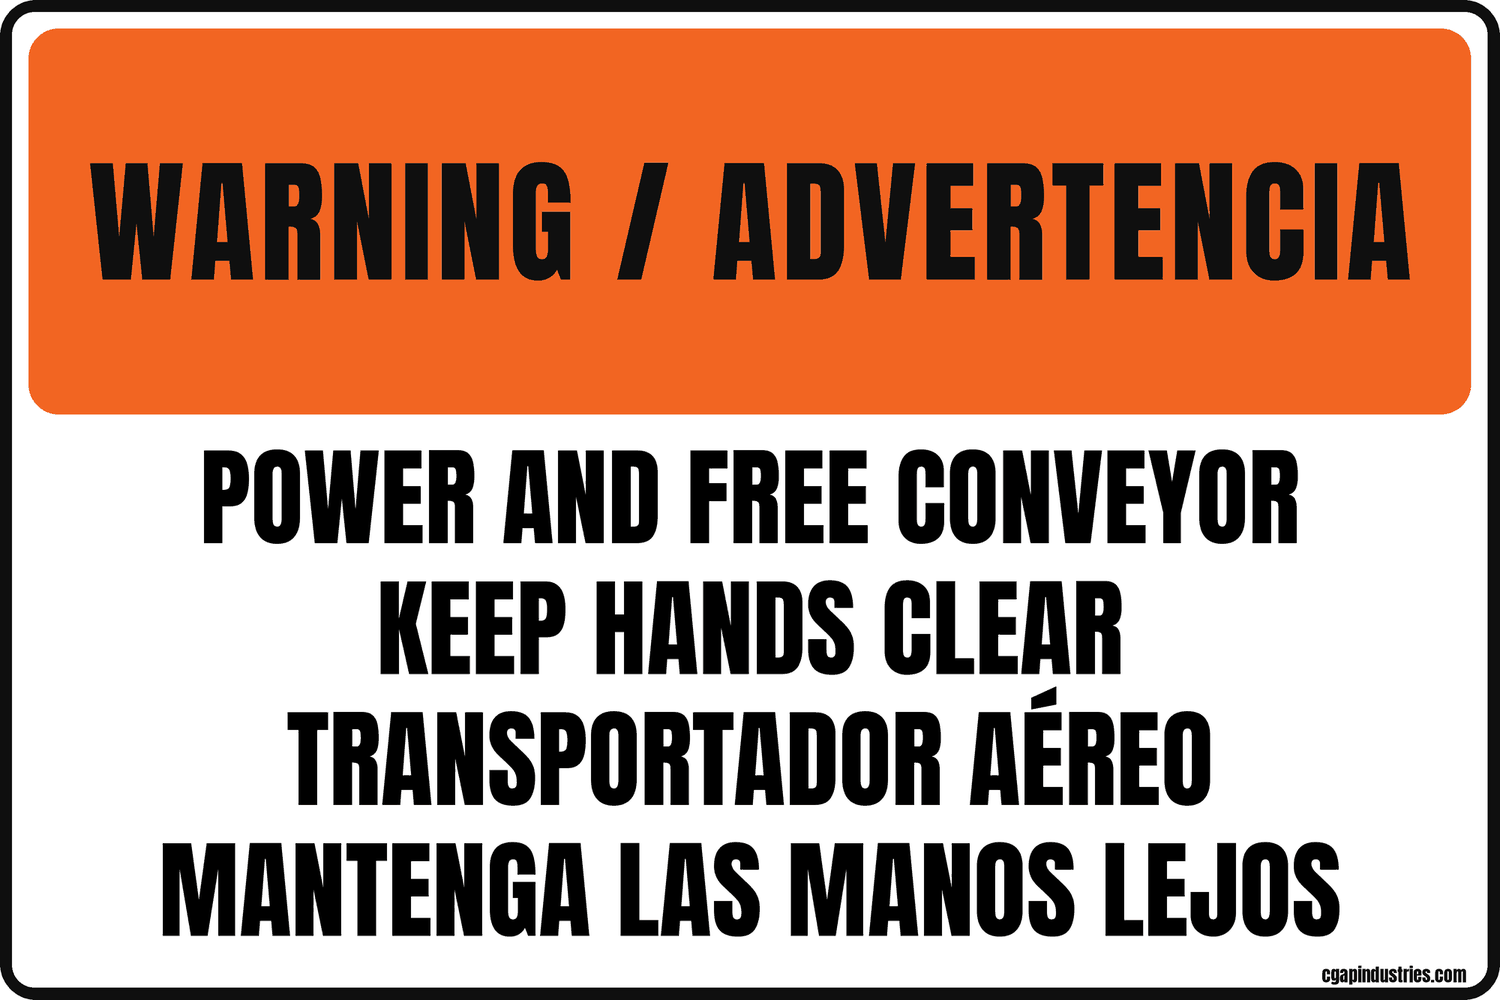 WARNING / ADVERTENCIA
POWER AND FREE CONVEYOR
KEEP HANDS CLEAR
TRANSPORTADOR AÉREO
MANTENGA LAS MANOS LEJOS
cgapindustries.com